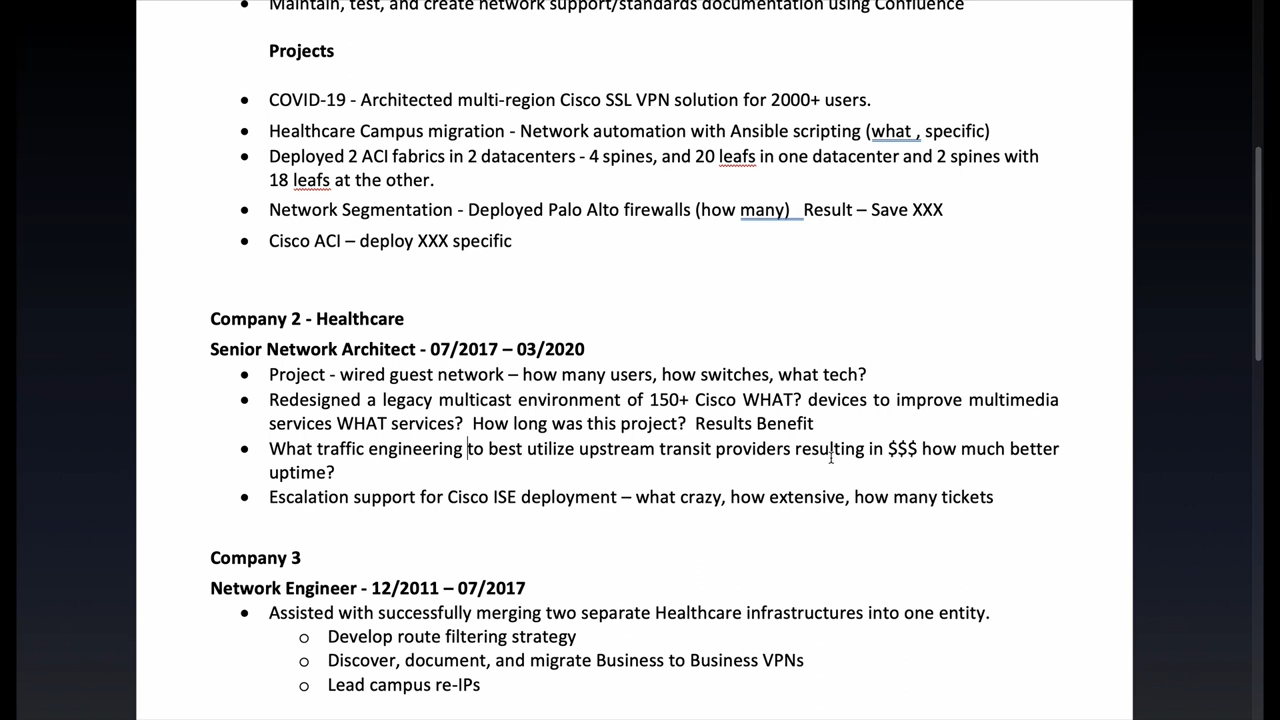 • Maintain, test, and create network support/standards documentation using Confluence
Projects
• COVID-19 - Architected multi-region Cisco SSL VPN solution for 2000+ users.
• Healthcare Campus migration - Network automation with Ansible scripting (what , specific)
• Deployed 2 ACI fabrics in 2 datacenters - 4 spines, and 20 leafs in one datacenter and 2 spines with
18 leafs at the other.
• Network Segmentation - Deployed Palo Alto firewalls (how many)   Result – Save XXX
• Cisco ACI – deploy XXX specific
Company 2 - Healthcare
Senior Network Architect - 07/2017 – 03/2020
• Project - wired guest network – how many users, how switches, what tech?
• Redesigned a legacy multicast environment of 150+ Cisco WHAT? devices to improve multimedia
services WHAT services?  How long was this project?  Results Benefit
• What traffic engineering to best utilize upstream transit providers resulting in $$$ how much better
uptime?
• Escalation support for Cisco ISE deployment – what crazy, how extensive, how many tickets
Company 3
Network Engineer - 12/2011 – 07/2017
• Assisted with successfully merging two separate Healthcare infrastructures into one entity.
o Develop route filtering strategy
o Discover, document, and migrate Business to Business VPNs
o Lead campus re-IPs